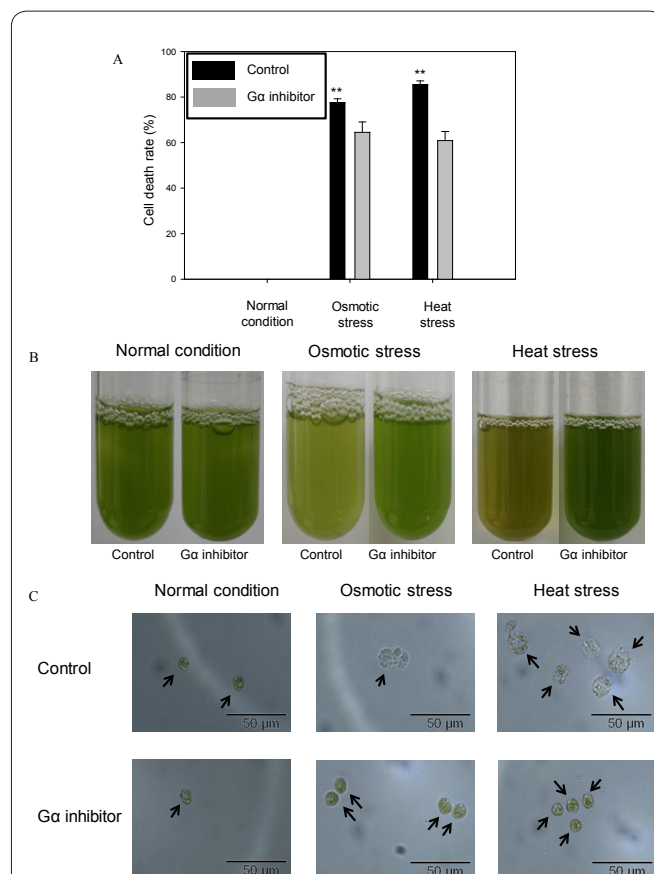 A
Cell death rate (%)
100
80
60
40
20
0
Control
Gα inhibitor
**
**
Normal condition
Osmotic stress
Heat stress
B
Normal condition Osmotic stress Heat stress
Control Gα inhibitor Control Gα inhibitor Control Gα inhibitor
C
Normal condition Osmotic stress Heat stress
Control
50 μm 50 μm 50 μm
Gα inhibitor
50 μm 50 μm 50 μm